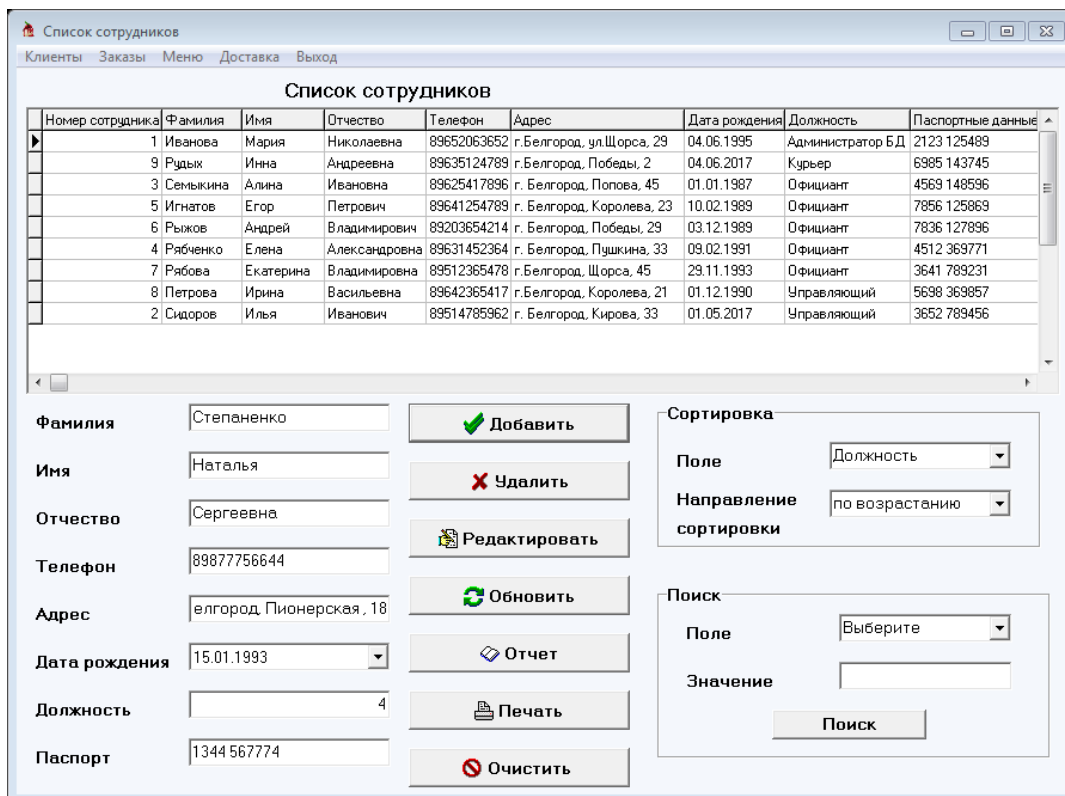 Список сотрудников
Клиенты Заказы Меню Доставка Выход
Список сотрудников
Номер сотрудника Фамилия Имя Отчество Телефон Адрес Дата рождения Должность Паспортные данные
1 Иванова Мария Николаевна 89652063652 г.Белгород, ул.Щорса, 29 04.06.1995 Администратор БД 2123 125489
9 Рудых Инна Андреевна 89635124789 г.Белгород, Победы, 2 04.06.2017 Курьер 6985 143745
3 Семыкина Алина Ивановна 89625417896 г. Белгород, Попова, 45 01.01.1987 Официант 4569 148596
5 Игнатов Егор Петрович 89641254789 г. Белгород, Королева, 23 10.02.1989 Официант 7856 125869
6 Рыжов Андрей Владимирович 89203654214 г. Белгород, Победы, 29 03.12.1989 Официант 7836 127896
4 Рябченко Елена Александровна 89631452364 г. Белгород, Пушкина, 33 09.02.1991 Официант 4512 369771
7 Рябова Екатерина Владимировна 89512365478 г.Белгород, Щорса, 45 29.11.1993 Официант 3641 789231
8 Петрова Ирина Васильевна 89642365417 г.Белгород, Королева, 21 01.12.1990 Управляющий 5698 369857
2 Сидоров Илья Иванович 89514785962 г. Белгород, Кирова, 33 01.05.2017 Управляющий 3652 789456
Фамилия Степаненко
Имя Наталья
Отчество Сергеевна
Телефон 89877756644
Адрес елгород, Пионерская , 18
Дата рождения 15.01.1993
Должность 4
Паспорт 1344 567774
Добавить
Удалить
Редактировать
Обновить
Отчет
Печать
Очистить
Сортировка
Поле Должность
Направление по возрастанию
сортировки
Поиск
Поле Выберите
Значение
Поиск